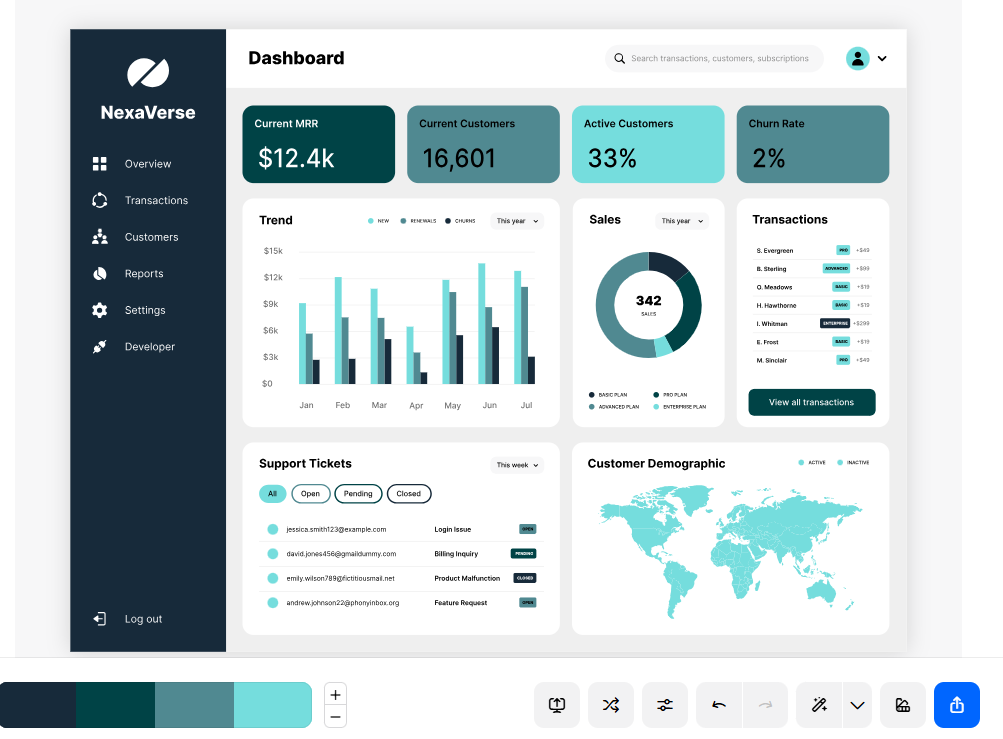 NexaVerse
Overview
Transactions
Customers
Reports
Settings
Developer
Log out
Dashboard
Search transactions, customers, subscriptions
Current MRR
$12.4k
Current Customers
16,601
Active Customers
33%
Churn Rate
2%
Trend
NEW RENEWALS CHURNS
This year
$15k
$12k
$9k
$6k
$3k
$0
Jan Feb Mar Apr May Jun Jul
Sales
This year
342
SALES
BASIC PLAN PRO PLAN
ADVANCED PLAN ENTERPRISE PLAN
Transactions
S. Evergreen PRO +$49
B. Sterling ADVANCED +$99
O. Meadows BASIC +$19
H. Hawthorne BASIC +$19
I. Whitman ENTERPRISE +$299
E. Frost BASIC +$19
M. Sinclair PRO +$49
View all transactions
Support Tickets
This week
All Open Pending Closed
jessica.smith123@example.com Login Issue OPEN
david.jones456@gmaildummy.com Billing Inquiry PENDING
emily.wilson789@fictitiousmail.net Product Malfunction CLOSED
andrew.johnson22@phonyinbox.org Feature Request OPEN
Customer Demographic
ACTIVE INACTIVE